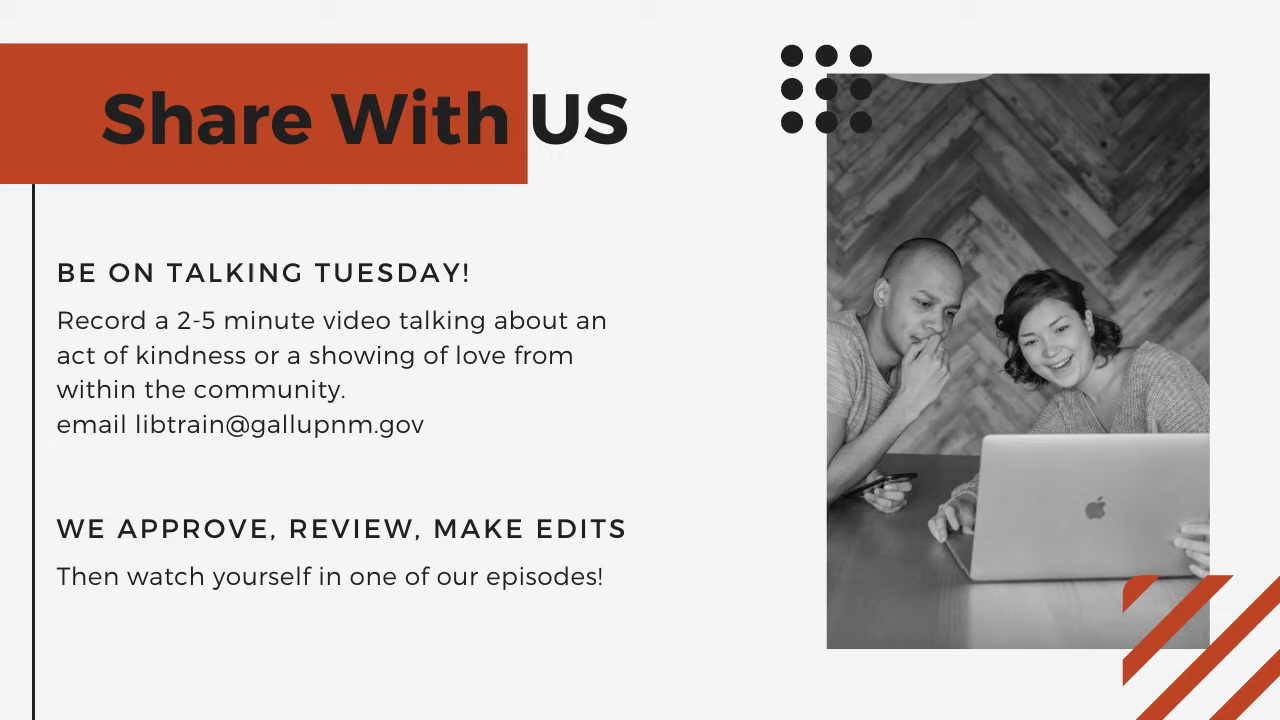 Share With US
BE ON TALKING TUESDAY!
Record a 2-5 minute video talking about an
act of kindness or a showing of love from
within the community.
email libtrain@gallupnm.gov
WE APPROVE, REVIEW, MAKE EDITS
Then watch yourself in one of our episodes!